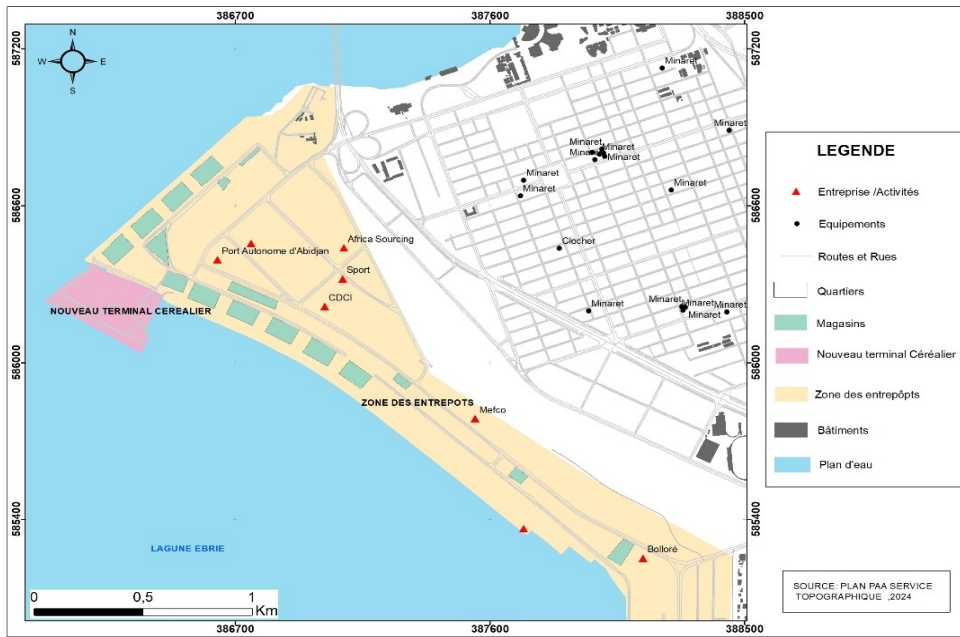 386700
387600
388500
587200
587200
N
W
E
S
Minaret
Minaret
Minaret
Minaret
Minaret
Minaret
Minaret
Minaret
586600
586600
Clocher
Africa Sourcing
Port Autonome d'Abidjan
Sport
CDCI
Minaret
Minaret
Minaret
Minaret
Minaret
NOUVEAU TERMINAL CEREALIER
586000
586000
ZONE DES ENTREPOTS
Mefco
585400
585400
LAGUNE EBRIE
Bolloré
0
0,5
1
Km
386700
387600
388500
LEGENDE
Entreprise /Activités
Equipements
Routes et Rues
Quartiers
Magasins
Nouveau terminal Céréalier
Zone des entrepôts
Bâtiments
Plan d'eau
SOURCE: PLAN PAA SERVICE
TOPOGRAPHIQUE ,2024